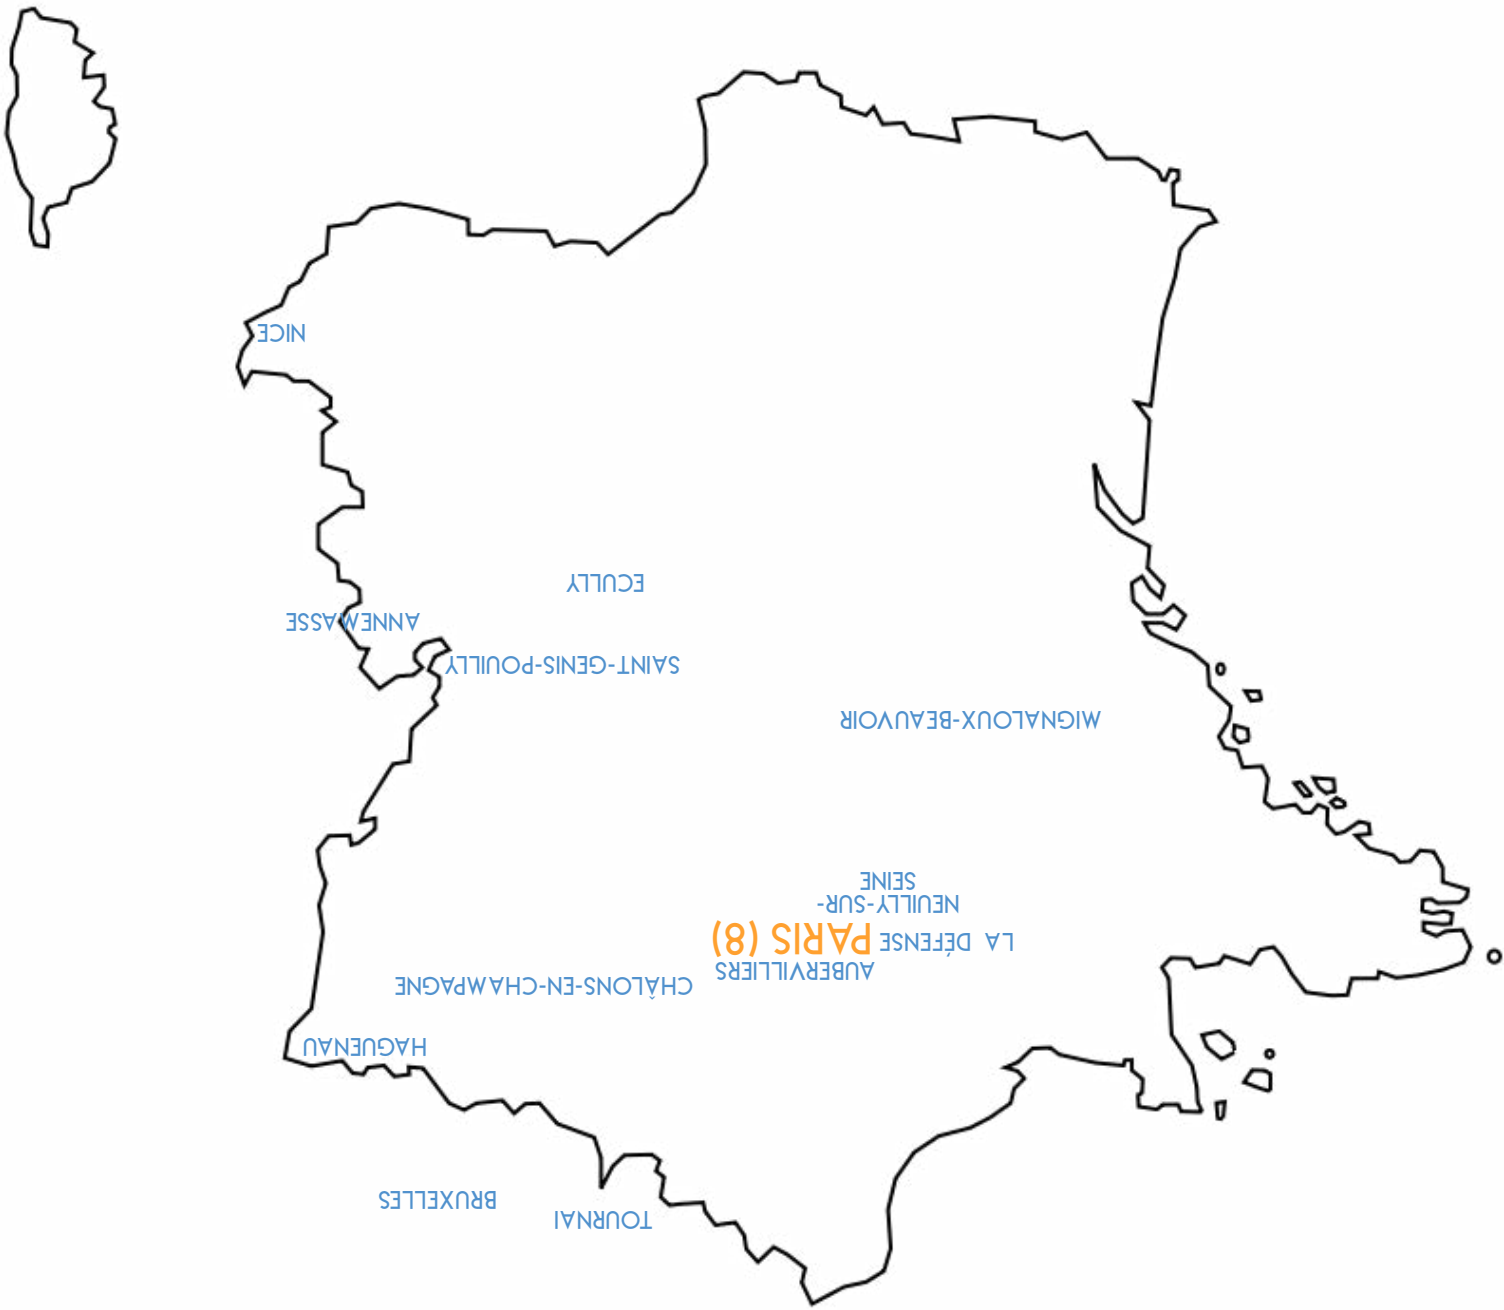 TOURNAI
BRUXELLES
HAGUENAU
CHÂLONS-EN-CHAMPAGNE
AUBERVILLIERS
LA DÉFENSE
PARIS (8)
NEUILLY-SUR-
SEINE
MIGNALOUX-BEAUVOIR
SAINT-GENIS-POUILLY
ANNEMASSE
ECULLY
NICE